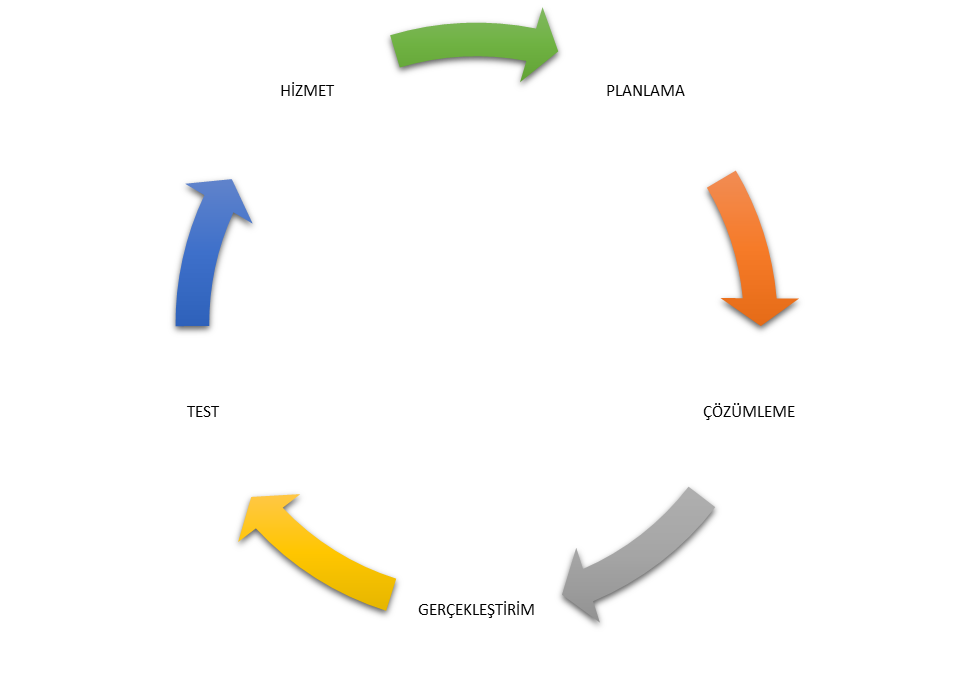 HİZMET
PLANLAMA
TEST
ÇÖZÜMLEME
GERÇEKLEŞTİRİM